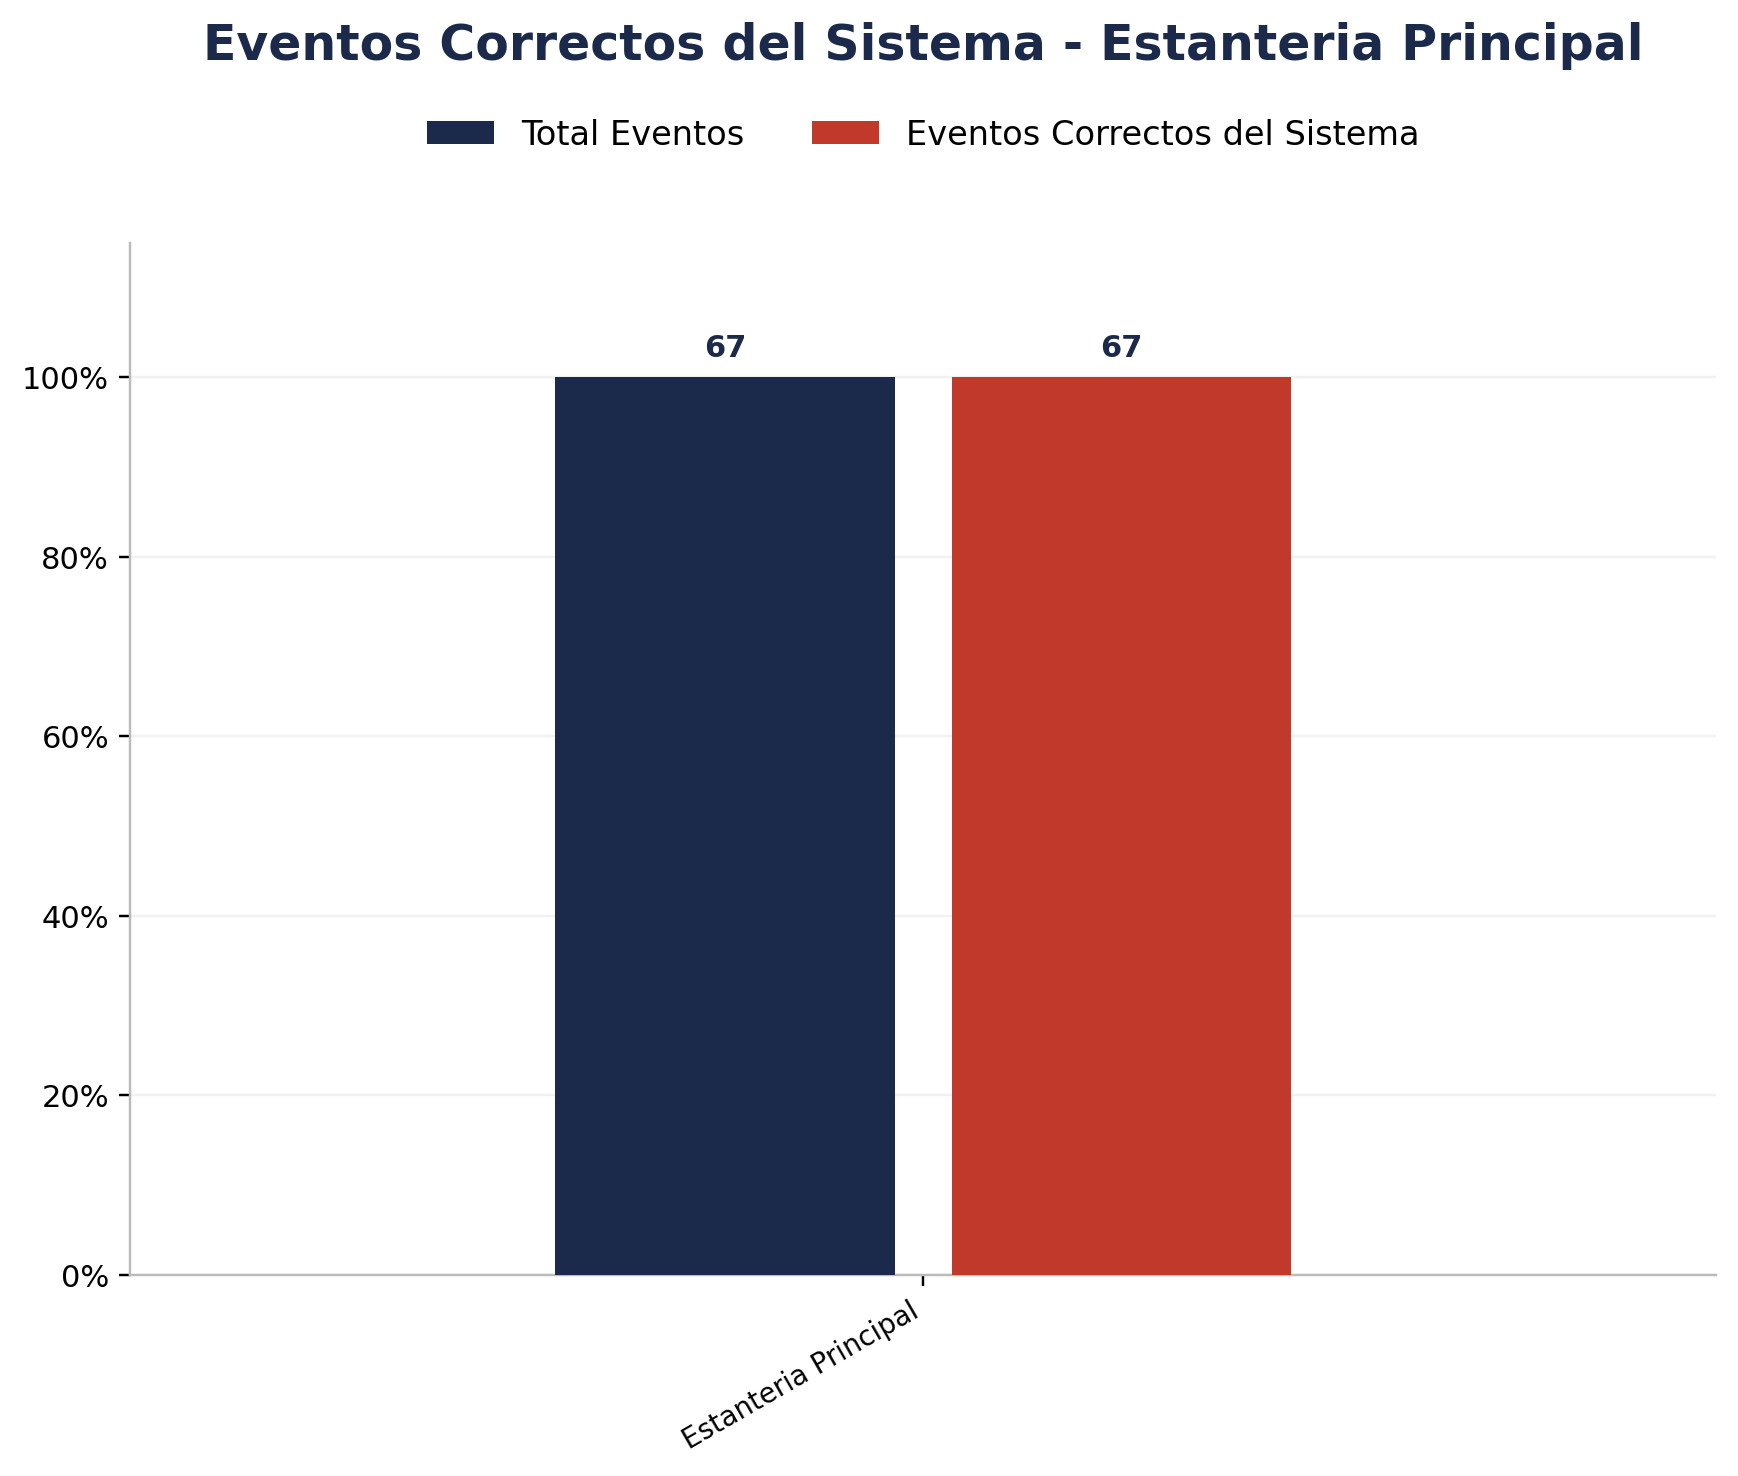 Eventos Correctos del Sistema - Estanteria Principal
Total Eventos
Eventos Correctos del Sistema
67
67
100%
80%
60%
40%
20%
0%
Estanteria Principal